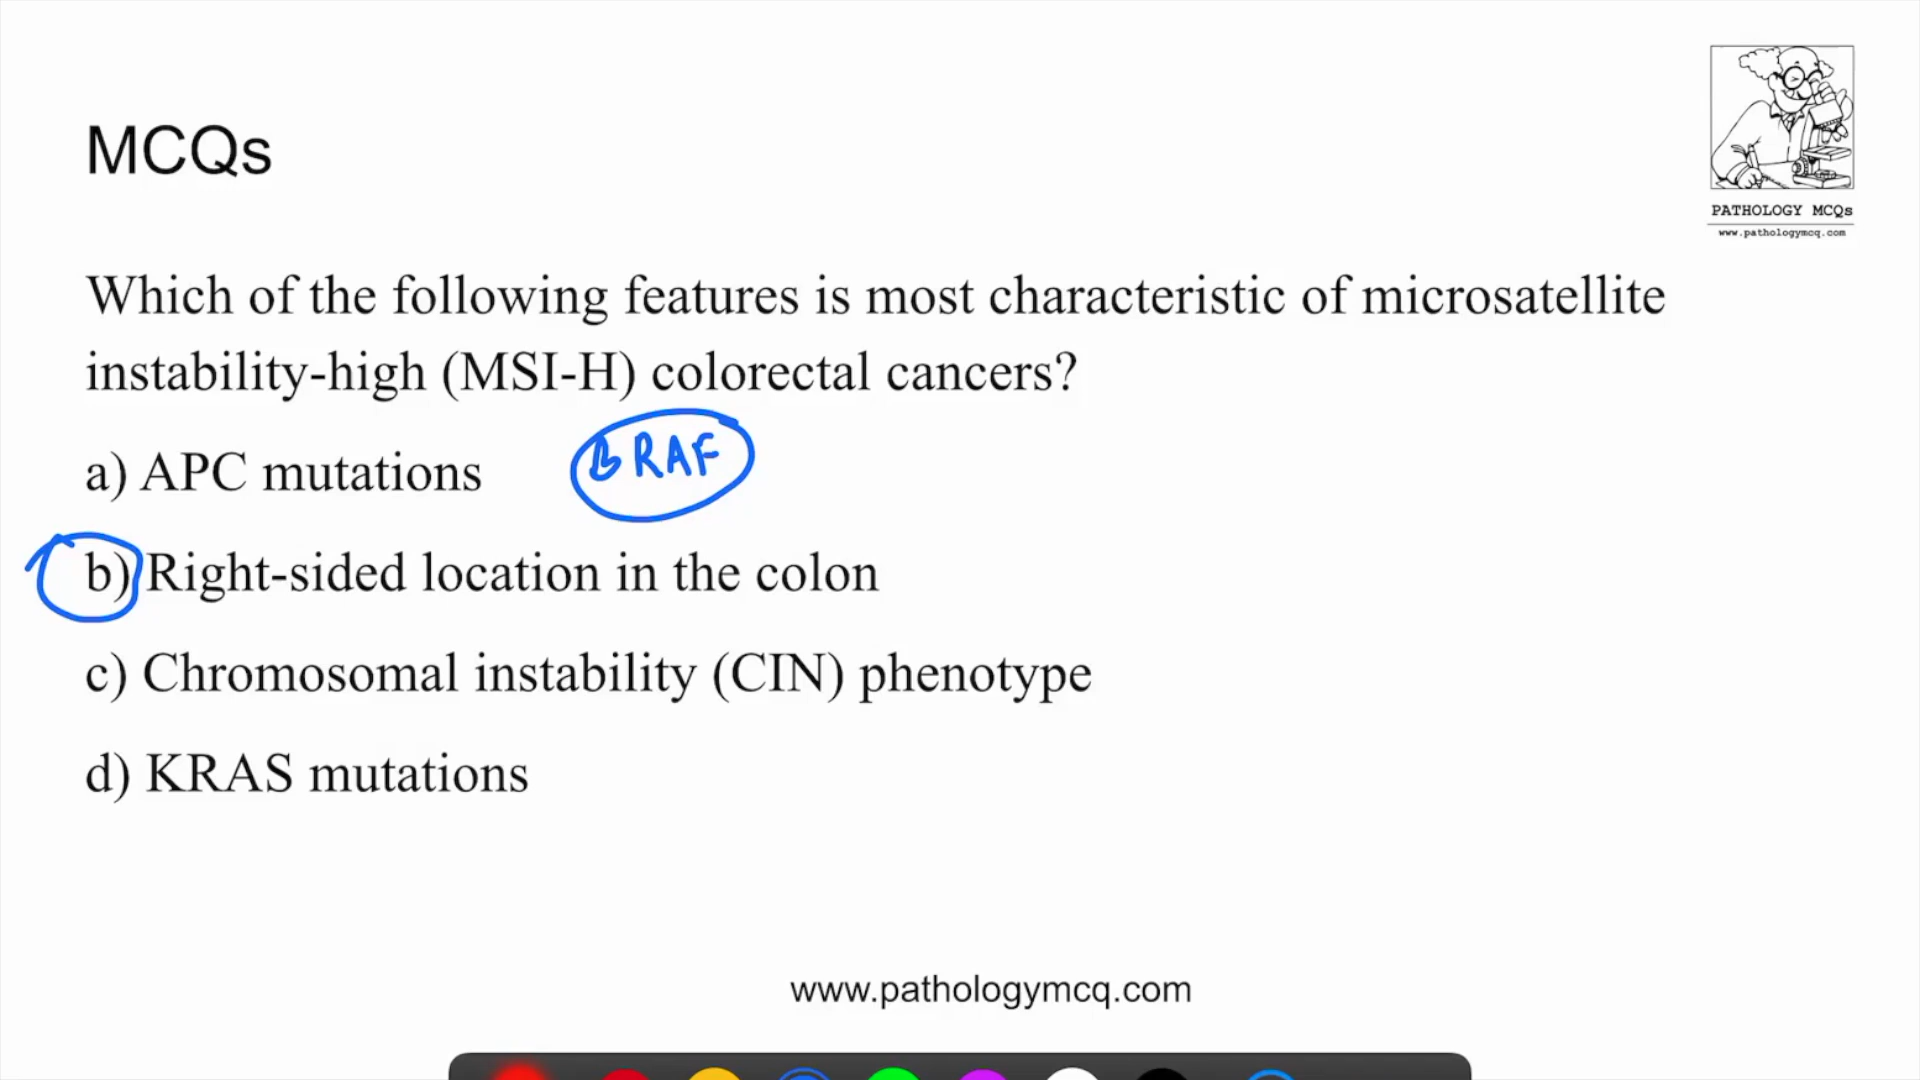 MCQs
PATHOLOGY MCQs
www.pathologymcq.com
Which of the following features is most characteristic of microsatellite
instability-high (MSI-H) colorectal cancers?
a) APC mutations
BRAF
b) Right-sided location in the colon
c) Chromosomal instability (CIN) phenotype
d) KRAS mutations
www.pathologymcq.com